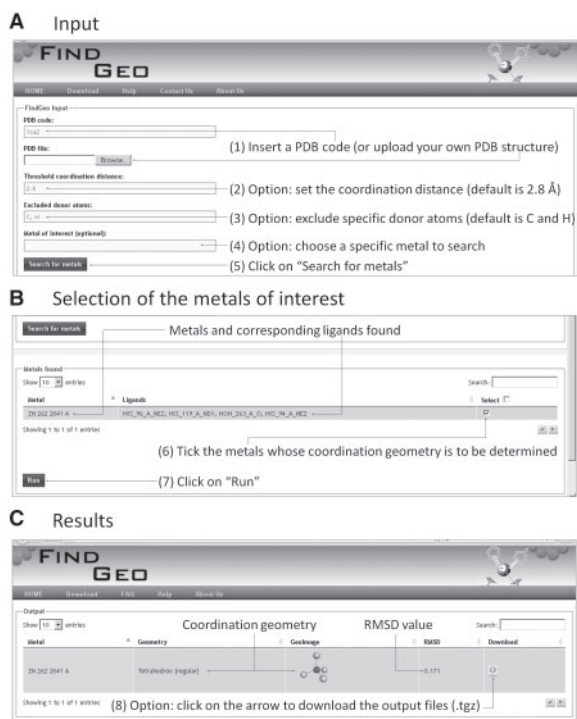 A Input
FIND
GEO
HOME Download Help Contact Us About Us
FindGeo Input
PDB code:
1ca2
(1) Insert a PDB code (or upload your own PDB structure)
PDB file:
Browse...
Threshold coordination distance:
2.8
(2) Option: set the coordination distance (default is 2.8 Å)
Excluded donor atoms:
C, H
(3) Option: exclude specific donor atoms (default is C and H)
Metal of interest (optional):
(4) Option: choose a specific metal to search
Search for metals
(5) Click on "Search for metals"
B Selection of the metals of interest
Search for metals
Metals and corresponding ligands found
Metals found
Show 10 entries
Search:
Metal Ligands Select
ZN 262 2041 A HIS_96_A_NE2, HIS_119_A_ND1, HOH_263_A_O, HIS_94_A_NE2
Showing 1 to 1 of 1 entries
(6) Tick the metals whose coordination geometry is to be determined
Run
(7) Click on "Run"
C Results
FIND
GEO
HOME Download FAQ Help About Us
Output
Show 10 entries
Coordination geometry
RMSD value
Search:
Metal Geometry GeoImage RMSD Download
ZN 262 2041 A Tetrahedron (regular) 0.171
Showing 1 to 1 of 1 entries
(8) Option: click on the arrow to download the output files (.tgz)